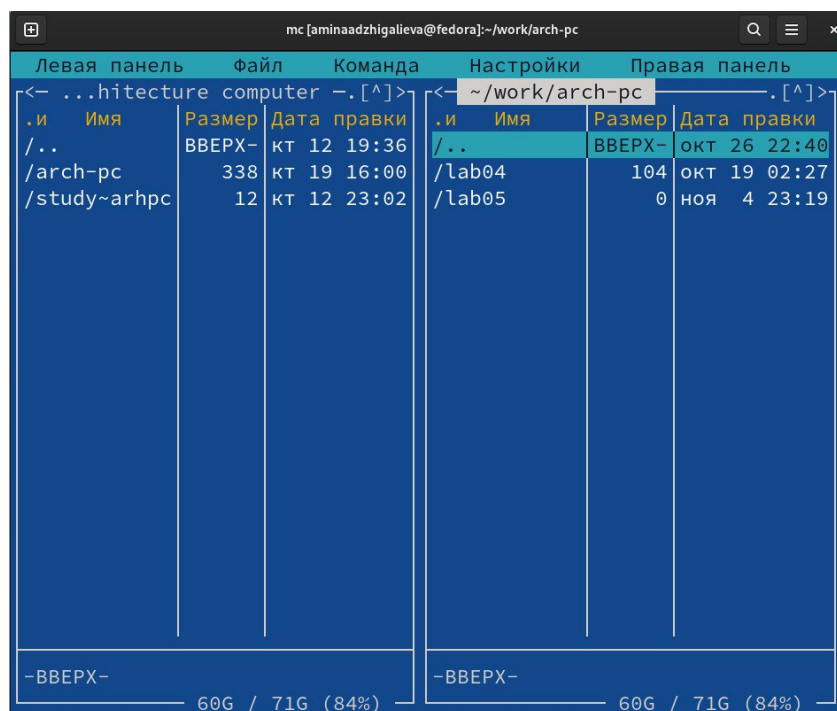 mc [aminaadzhigalieva@fedora]:~/work/arch-pc
Левая панель Файл Команда Настройки Правая панель
<— ...hitecture computer —.[^]>
.и Имя Размер Дата правки
/.. ВВЕРХ- кт 12 19:36
/arch-pc 338 кт 19 16:00
/study~arhpc 12 кт 12 23:02
-ВВЕРХ-
60G / 71G (84%)
<— ~/work/arch-pc —.[^]>
.и Имя Размер Дата правки
/.. ВВЕРХ- окт 26 22:40
/lab04 104 окт 19 02:27
/lab05 0 ноя 4 23:19
-ВВЕРХ-
60G / 71G (84%)